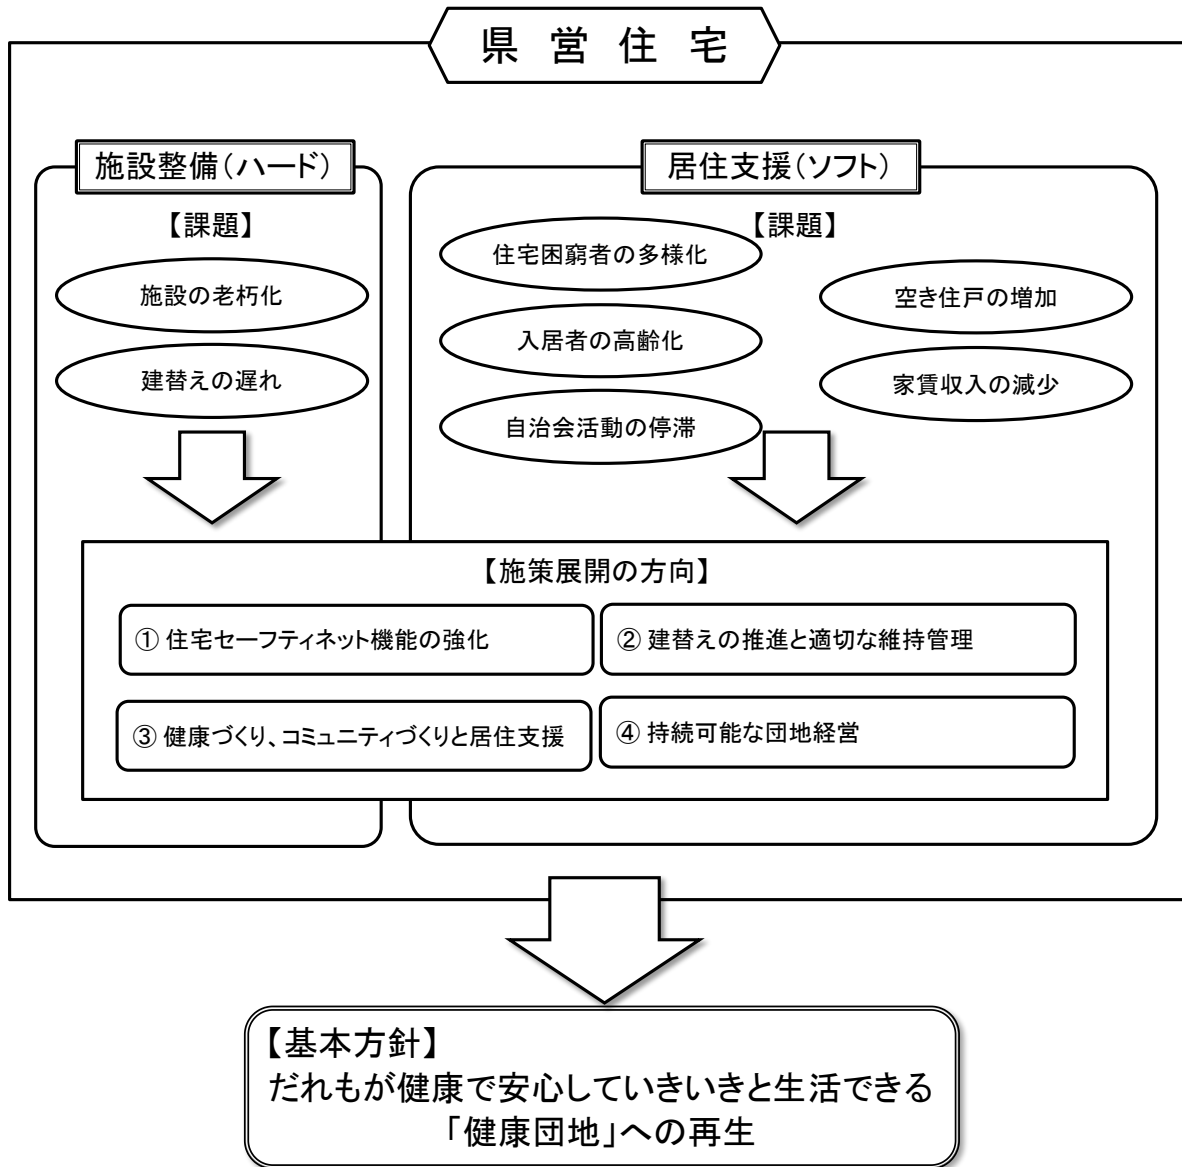 県営住宅
施設整備（ハード）
【課題】
施設の老朽化
建替えの遅れ
居住支援（ソフト）
【課題】
住宅困窮者の多様化
入居者の高齢化
自治会活動の停滞
空き住戸の増加
家賃収入の減少
【施策展開の方向】
① 住宅セーフティネット機能の強化
② 建替えの推進と適切な維持管理
③ 健康づくり、コミュニティづくりと居住支援
④ 持続可能な団地経営
【基本方針】
だれもが健康で安心していきいきと生活できる
「健康団地」への再生